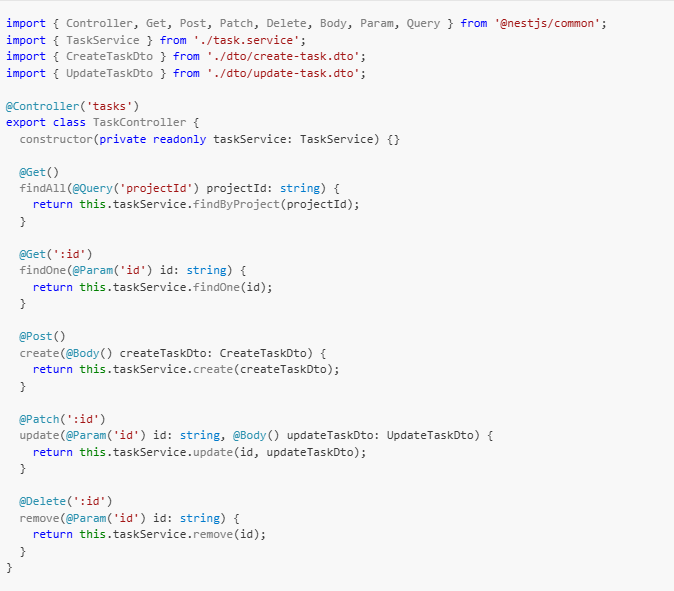 import { Controller, Get, Post, Patch, Delete, Body, Param, Query } from '@nestjs/common';
import { TaskService } from './task.service';
import { CreateTaskDto } from './dto/create-task.dto';
import { UpdateTaskDto } from './dto/update-task.dto';

@Controller('tasks')
export class TaskController {
  constructor(private readonly taskService: TaskService) {}

  @Get()
  findAll(@Query('projectId') projectId: string) {
    return this.taskService.findByProject(projectId);
  }

  @Get(':id')
  findOne(@Param('id') id: string) {
    return this.taskService.findOne(id);
  }

  @Post()
  create(@Body() createTaskDto: CreateTaskDto) {
    return this.taskService.create(createTaskDto);
  }

  @Patch(':id')
  update(@Param('id') id: string, @Body() updateTaskDto: UpdateTaskDto) {
    return this.taskService.update(id, updateTaskDto);
  }

  @Delete(':id')
  remove(@Param('id') id: string) {
    return this.taskService.remove(id);
  }
}